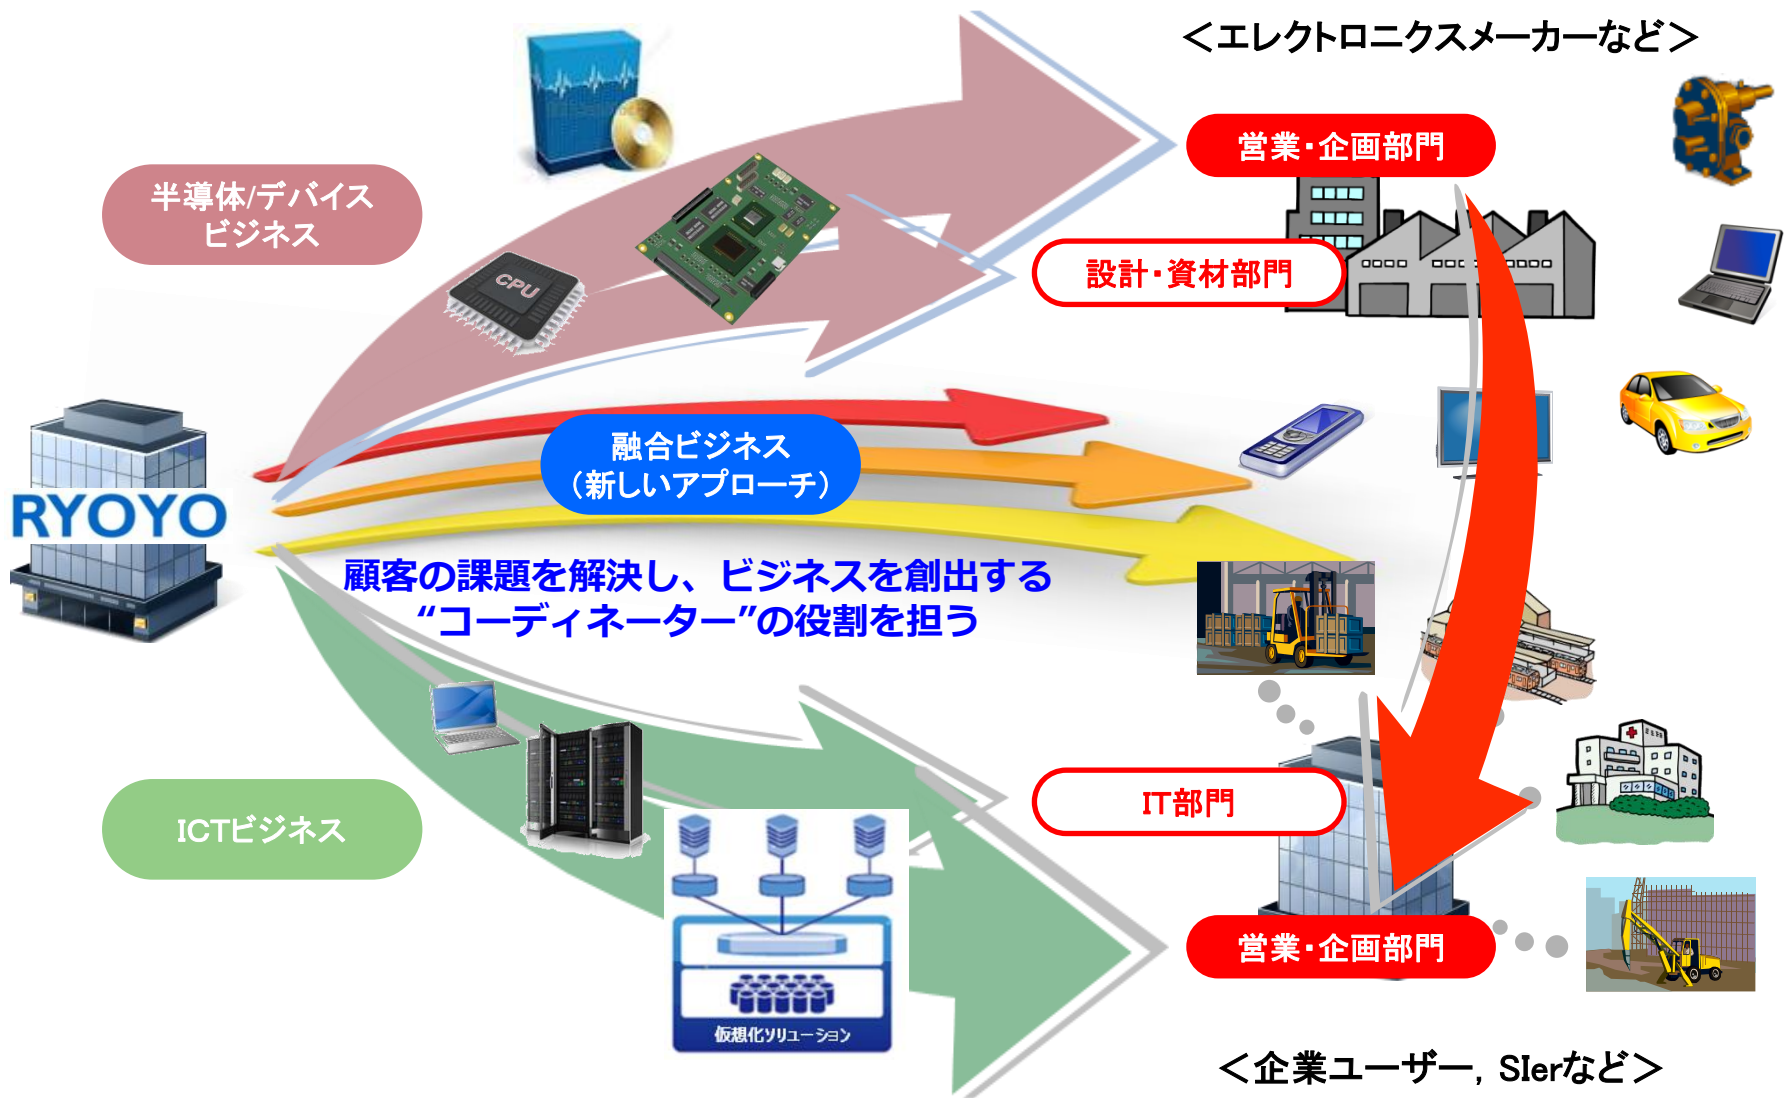 ＜エレクトロニクスメーカーなど＞
営業・企画部門
半導体/デバイス
ビジネス
設計・資材部門
CPU
融合ビジネス
（新しいアプローチ）
RYOYO
顧客の課題を解決し、ビジネスを創出する
“コーディネーター”の役割を担う
IT部門
ICTビジネス
営業・企画部門
仮想化ソリューション
＜企業ユーザー, SIerなど＞